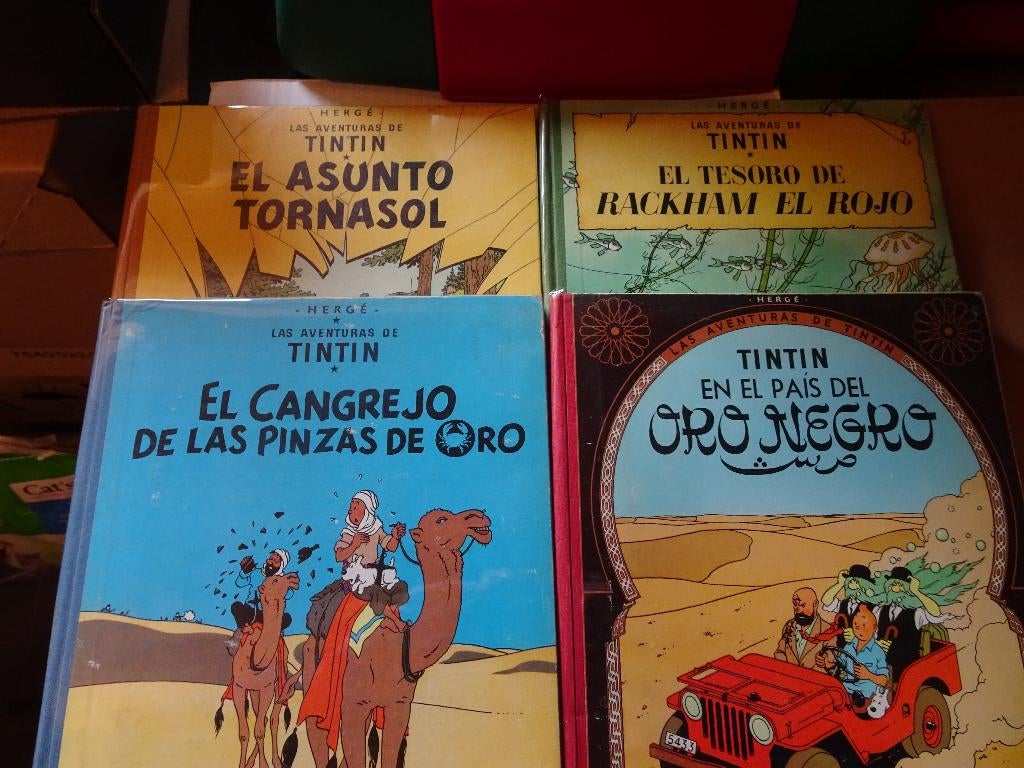 HERGÉ
LAS AVENTURAS DE
TINTIN
EL ASUNTO
TORNASOL
- HERGÉ -
LAS AVENTURAS DE
TINTIN
EL TESORO DE
RACKHAM EL ROJO
- HERGÉ -
LAS AVENTURAS DE
TINTIN
EL CANGREJO
DE LAS PINZAS DE ORO
- HERGÉ -
LAS AVENTURAS DE TINTIN
TINTIN
EN EL PAÍS DEL
ORO NEGRO
5433
Cat's